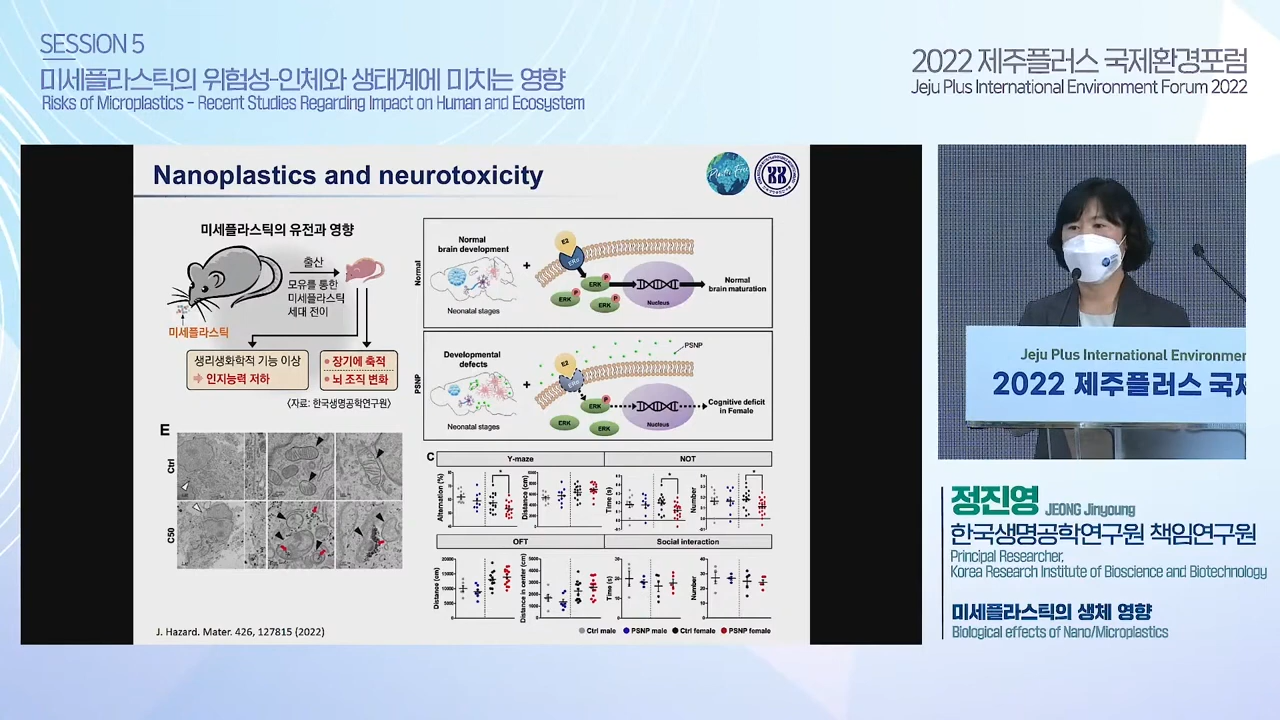 SESSION 5
미세플라스틱의 위험성-인체와 생태계에 미치는 영향
Risks of Microplastics – Recent Studies Regarding Impact on Human and Ecosystem
2022 제주플러스 국제환경포럼
Jeju Plus International Environment Forum 2022
Nanoplastics and neurotoxicity
미세플라스틱의 유전과 영향
출산
모유를 통한
미세플라스틱
세대 전이
미세플라스틱
생리생화학적 기능 이상
인지능력 저하
장기에 축적
뇌 조직 변화
〈자료: 한국생명공학연구원〉
Normal
Normal
brain development
Neonatal stages
+
E2
ERα
ERK
P
ERK
P
ERK
P
Nucleus
Normal
brain maturation
PSNP
Developmental
defects
Neonatal stages
+
E2
PSNP
ERK
P
ERK
ERK
Nucleus
Cognitive deficit
in Female
E
Ctrl
C50
C
Y-maze
NOT
Alternation (%)
Distance (cm)
Time (s)
Number
*
*
*
OFT
Social interaction
Distance (cm)
Distance in center (cm)
Time (s)
Number
Ctrl male
PSNP male
Ctrl female
PSNP female
J. Hazard. Mater. 426, 127815 (2022)
Jeju Plus International Environme
2022 제주플러스 국제
정진영 JEONG Jinyoung
한국생명공학연구원 책임연구원
Principal Researcher,
Korea Research Institute of Bioscience and Biotechnology
미세플라스틱의 생체 영향
Biological effects of Nano/Microplastics